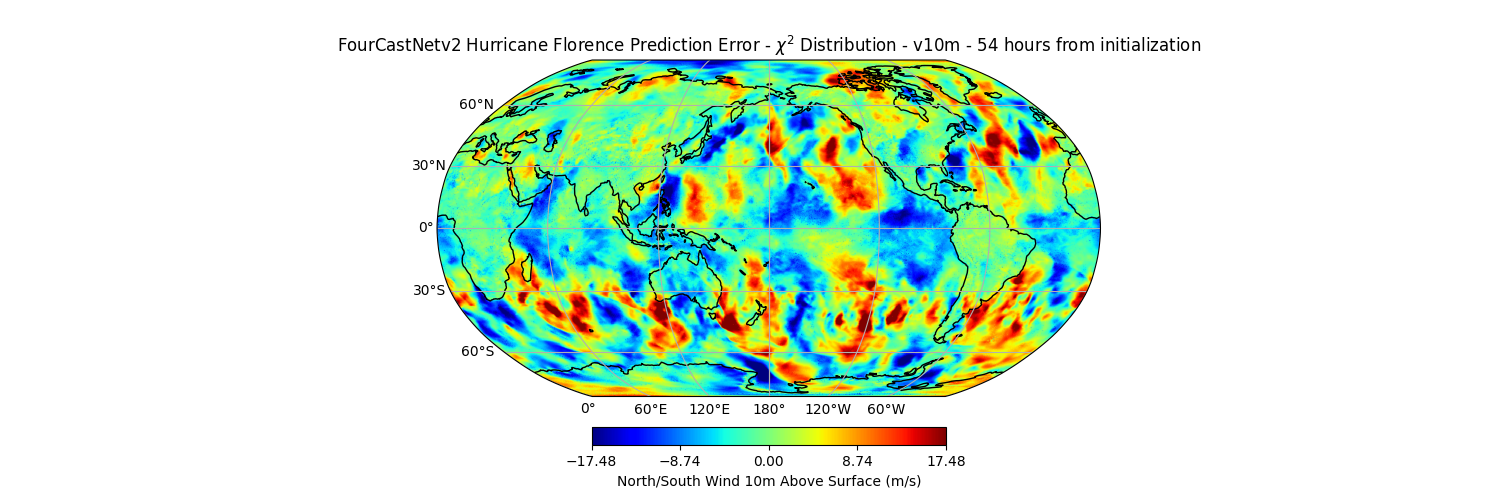 FourCastNetv2 Hurricane Florence Prediction Error - χ² Distribution - v10m - 54 hours from initialization
60°N
30°N
0°
30°S
60°S
0° 60°E 120°E 180° 120°W 60°W
−17.48 −8.74 0.00 8.74 17.48
North/South Wind 10m Above Surface (m/s)